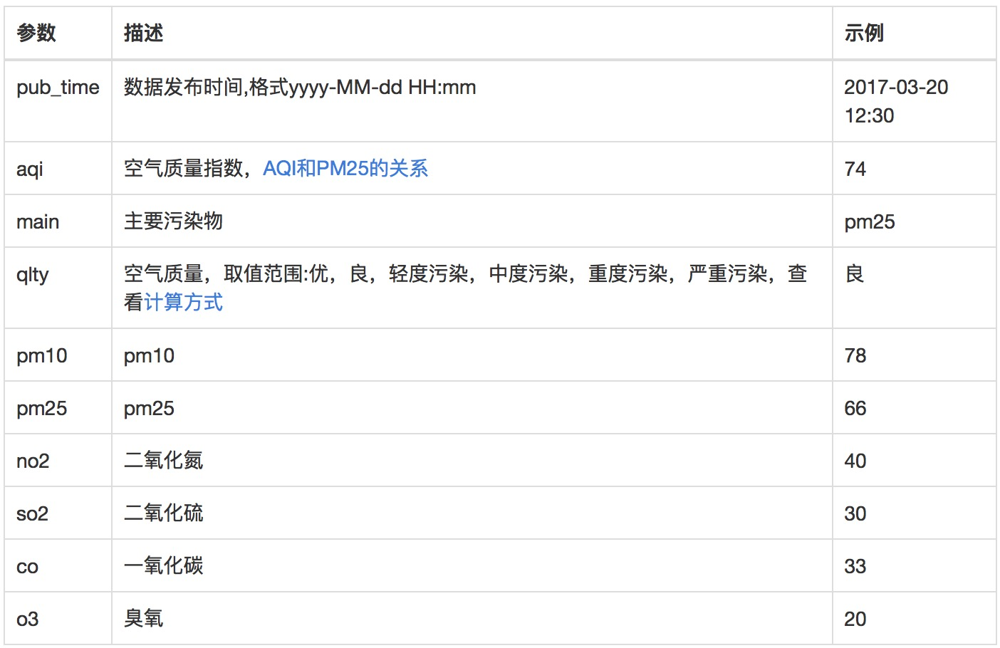 参数 描述 示例
pub_time 数据发布时间,格式yyyy-MM-dd HH:mm 2017-03-20
12:30
aqi 空气质量指数，AQI和PM25的关系 74
main 主要污染物 pm25
qlty 空气质量，取值范围:优，良，轻度污染，中度污染，重度污染，严重污染，查 良
看计算方式
pm10 pm10 78
pm25 pm25 66
no2 二氧化氮 40
so2 二氧化硫 30
co 一氧化碳 33
o3 臭氧 20